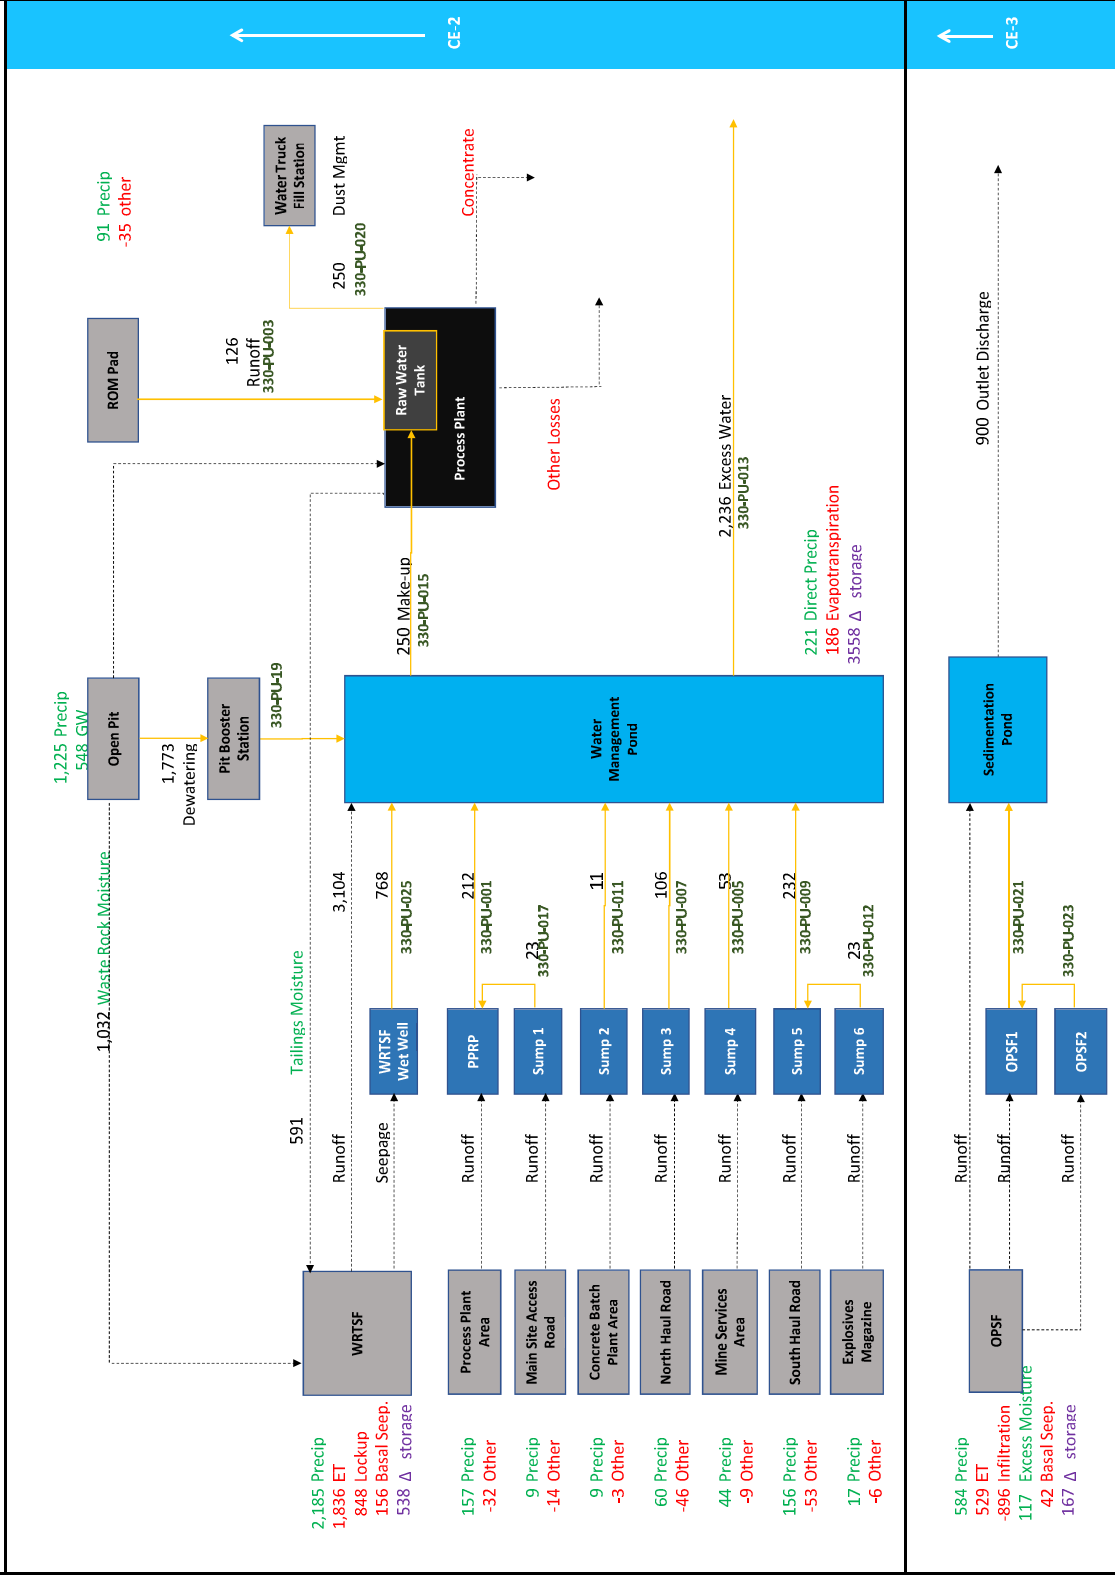 CE-2
CE-3
91 Precip
-35 other
Water Truck
Fill Station
Dust Mgmt
Concentrate
250
330-PU-020
ROM Pad
126
Runoff
330-PU-003
Raw Water
Tank
Process Plant
Other Losses
250 Make-up
330-PU-015
2,236 Excess Water
330-PU-013
221 Direct Precip
186 Evapotranspiration
3558 Δ storage
900 Outlet Discharge
1,225 Precip
548 GW
Open Pit
1,773
Dewatering
Pit Booster
Station
330-PU-19
Water
Management
Pond
Sedimentation
Pond
1,032 Waste Rock Moisture
Tailings Moisture
591
3,104
Runoff
768
330-PU-025
WRTSF
Wet Well
Seepage
212
330-PU-001
PPRP
Runoff
23
330-PU-017
Sump 1
Runoff
11
330-PU-011
Sump 2
Runoff
106
330-PU-007
Sump 3
Runoff
53
330-PU-005
Sump 4
Runoff
232
330-PU-009
Sump 5
Runoff
23
330-PU-012
Sump 6
Runoff
330-PU-021
OPSF1
330-PU-023
OPSF2
Runoff
Runoff
Runoff
WRTSF
Process Plant
Area
Main Site Access
Road
Concrete Batch
Plant Area
North Haul Road
Mine Services
Area
South Haul Road
Explosives
Magazine
OPSF
2,185 Precip
1,836 ET
848 Lockup
156 Basal Seep.
538 Δ storage
157 Precip
-32 Other
9 Precip
-14 Other
9 Precip
-3 Other
60 Precip
-46 Other
44 Precip
-9 Other
156 Precip
-53 Other
17 Precip
-6 Other
584 Precip
529 ET
-896 Infiltration
117 Excess Moisture
42 Basal Seep.
167 Δ storage